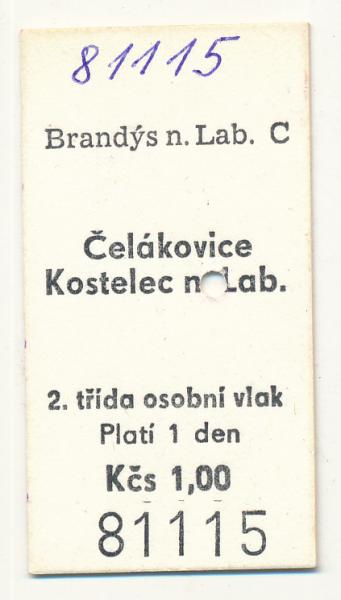 81115
Brandýs n. Lab. C
Čelákovice
Kostelec n. Lab.
2. třída osobní vlak
Platí 1 den
Kčs 1,00
81115